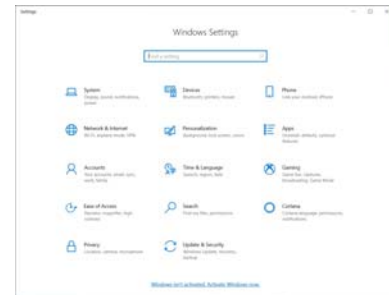 Settings
Windows Settings
Find a setting
System
Display, sound, notifications,
power
Devices
Bluetooth, printers, mouse
Phone
Link your Android, iPhone
Network & Internet
Wi-Fi, airplane mode, VPN
Personalization
Background, lock screen, colors
Apps
Uninstall, defaults, optional
features
Accounts
Your accounts, email, sync,
work, family
Time & Language
Speech, region, date
Gaming
Game Bar, captures,
broadcasting, Game Mode
Ease of Access
Narrator, magnifier, high
contrast
Search
Find my files, permissions
Cortana
Cortana language, permissions,
notifications
Privacy
Location, camera, microphone
Update & Security
Windows Update, recovery,
backup
Windows isn't activated. Activate Windows now.